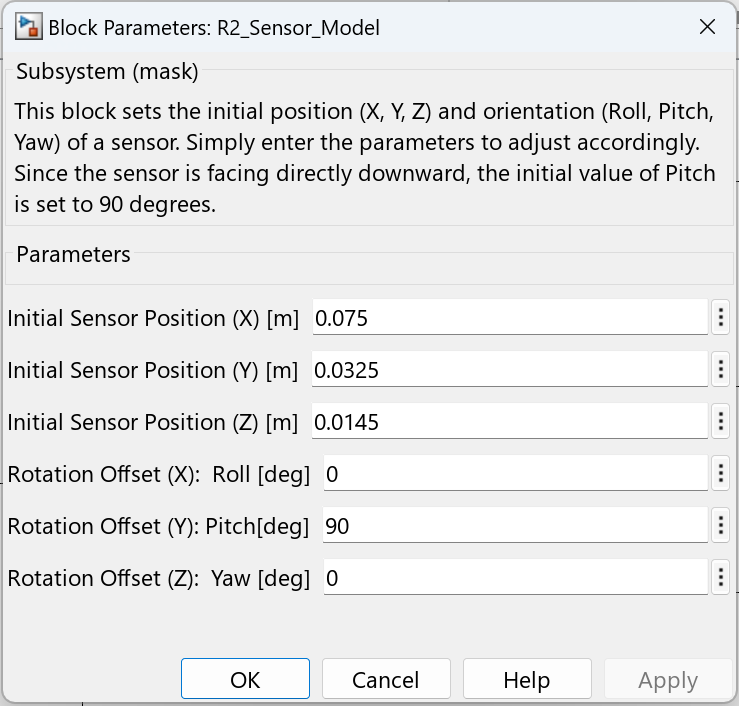 Block Parameters: R2_Sensor_Model
Subsystem (mask)
This block sets the initial position (X, Y, Z) and orientation (Roll, Pitch,
Yaw) of a sensor. Simply enter the parameters to adjust accordingly.
Since the sensor is facing directly downward, the initial value of Pitch
is set to 90 degrees.
Parameters
Initial Sensor Position (X) [m] 0.075
Initial Sensor Position (Y) [m] 0.0325
Initial Sensor Position (Z) [m] 0.0145
Rotation Offset (X):  Roll [deg] 0
Rotation Offset (Y): Pitch[deg] 90
Rotation Offset (Z):  Yaw [deg] 0
OK Cancel Help Apply